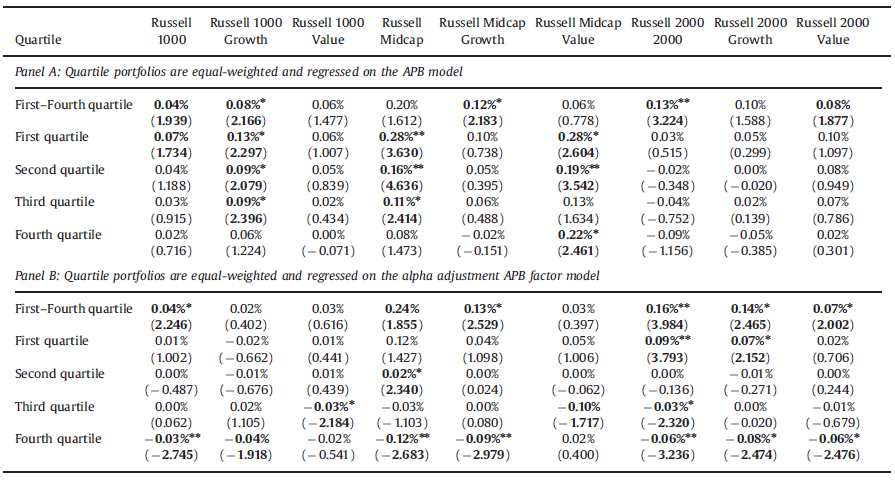 Quartile Russell 1000 Russell 1000 Growth Russell 1000 Value Russell Midcap Russell Midcap Growth Russell Midcap Value Russell 2000 2000 Russell 2000 Growth Russell 2000 Value
Panel A: Quartile portfolios are equal-weighted and regressed on the APB model
First–Fourth quartile 0.04% 0.08%* 0.06% 0.20% 0.12%* 0.06% 0.13%** 0.10% 0.08%
(1.939) (2.166) (1.477) (1.612) (2.183) (0.778) (3.224) (1.588) (1.877)
First quartile 0.07% 0.13%* 0.06% 0.28%** 0.10% 0.28%* 0.03% 0.05% 0.10%
(1.734) (2.297) (1.007) (3.630) (0.738) (2.604) (0.515) (0.299) (1.097)
Second quartile 0.04% 0.09%* 0.05% 0.16%** 0.05% 0.19%** −0.02% 0.00% 0.08%
(1.188) (2.079) (0.839) (4.636) (0.395) (3.542) (−0.348) (−0.020) (0.949)
Third quartile 0.03% 0.09%* 0.02% 0.11%* 0.06% 0.13% −0.04% 0.02% 0.07%
(0.915) (2.396) (0.434) (2.414) (0.488) (1.634) (−0.752) (0.139) (0.786)
Fourth quartile 0.02% 0.06% 0.00% 0.08% −0.02% 0.22%* −0.09% −0.05% 0.02%
(0.716) (1.224) (−0.071) (1.473) (−0.151) (2.461) (−1.156) (−0.385) (0.301)
Panel B: Quartile portfolios are equal-weighted and regressed on the alpha adjustment APB factor model
First–Fourth quartile 0.04%* 0.02% 0.03% 0.24% 0.13%* 0.03% 0.16%** 0.14%* 0.07%*
(2.246) (0.402) (0.616) (1.855) (2.529) (0.397) (3.984) (2.465) (2.002)
First quartile 0.01% −0.02% 0.01% 0.12% 0.04% 0.05% 0.09%** 0.07%* 0.02%
(1.002) (−0.662) (0.441) (1.427) (1.098) (1.006) (3.793) (2.152) (0.706)
Second quartile 0.00% −0.01% 0.01% 0.02%* 0.00% 0.00% 0.00% −0.01% 0.00%
(−0.487) (−0.676) (0.439) (2.340) (0.024) (−0.062) (−0.136) (−0.271) (0.244)
Third quartile 0.00% 0.02% −0.03%* −0.03% 0.00% −0.10% −0.03%* 0.00% −0.01%
(0.062) (1.105) (−2.184) (−1.103) (0.080) (−1.717) (−2.320) (−0.020) (−0.679)
Fourth quartile −0.03%** −0.04% −0.02% −0.12%** −0.09%** 0.02% −0.06%** −0.08%* −0.06%*
(−2.745) (−1.918) (−0.541) (−2.683) (−2.979) (0.400) (−3.236) (−2.474) (−2.476)